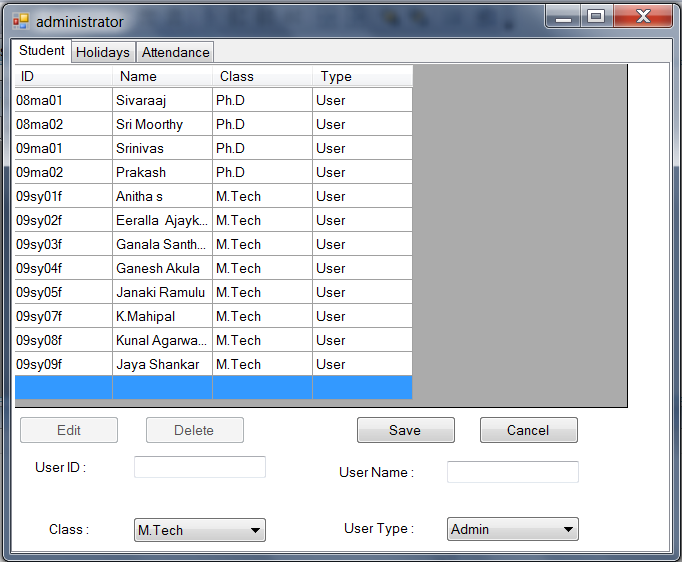 administrator
Student Holidays Attendance
ID Name Class Type
08ma01 Sivaraaj Ph.D User
08ma02 Sri Moorthy Ph.D User
09ma01 Srinivas Ph.D User
09ma02 Prakash Ph.D User
09sy01f Anitha s M.Tech User
09sy02f Eeralla Ajayk... M.Tech User
09sy03f Ganala Santh... M.Tech User
09sy04f Ganesh Akula M.Tech User
09sy05f Janaki Ramulu M.Tech User
09sy07f K.Mahipal M.Tech User
09sy08f Kunal Agarwa... M.Tech User
09sy09f Jaya Shankar M.Tech User
Edit Delete Save Cancel
User ID : User Name :
Class : M.Tech User Type : Admin